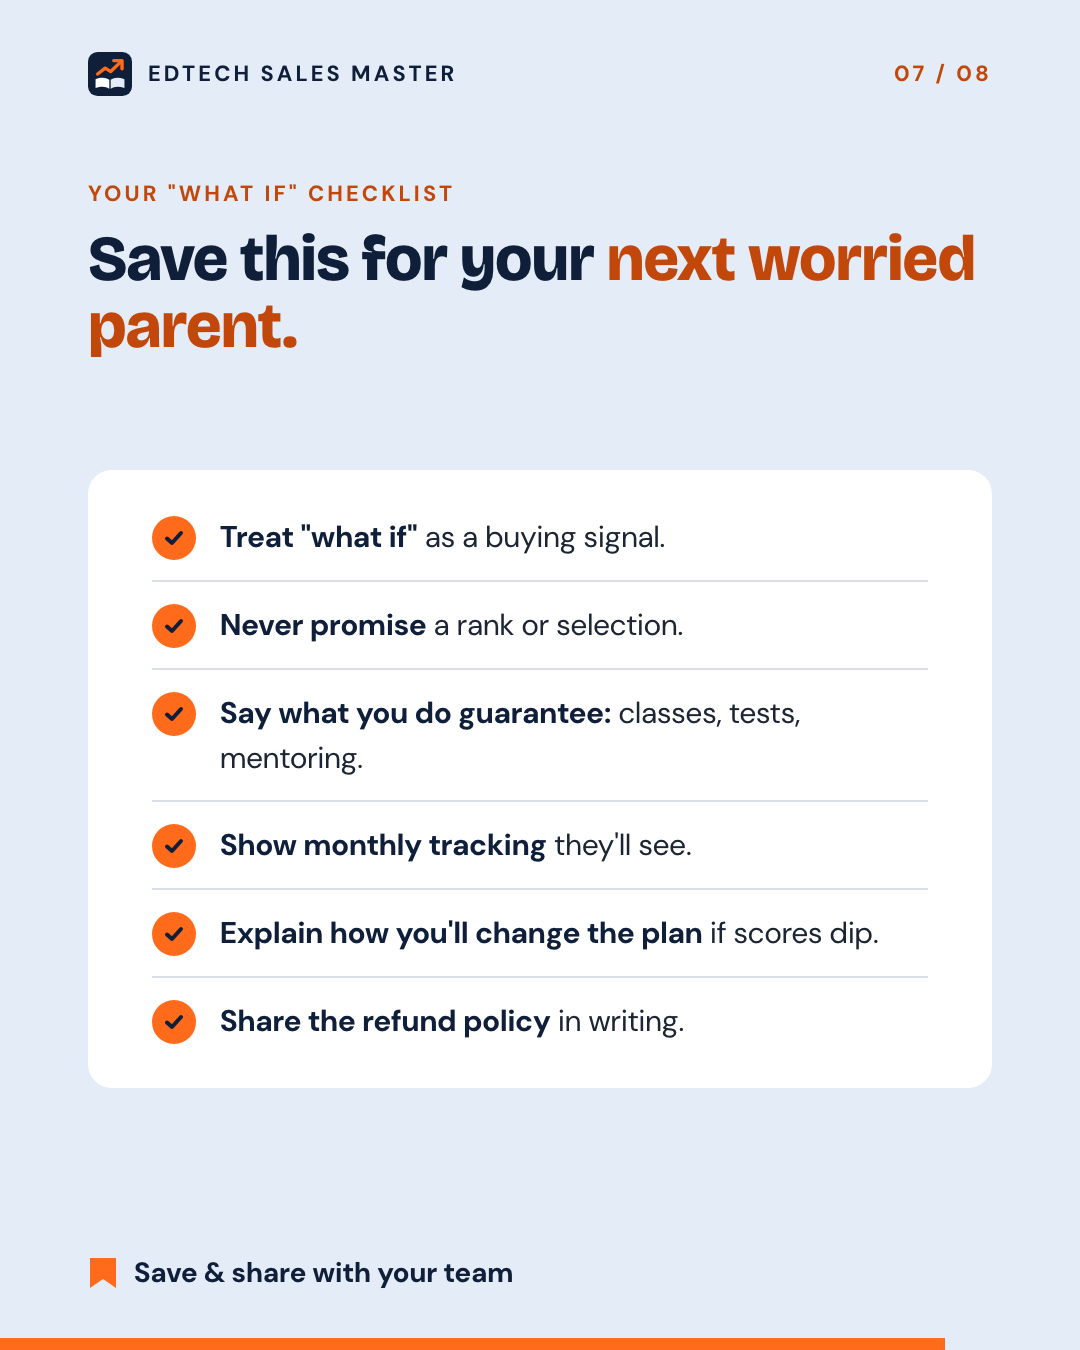 EDTECH SALES MASTER
07 / 08
YOUR "WHAT IF" CHECKLIST
Save this for your next worried
parent.
Treat "what if" as a buying signal.
Never promise a rank or selection.
Say what you do guarantee: classes, tests,
mentoring.
Show monthly tracking they'll see.
Explain how you'll change the plan if scores dip.
Share the refund policy in writing.
Save & share with your team